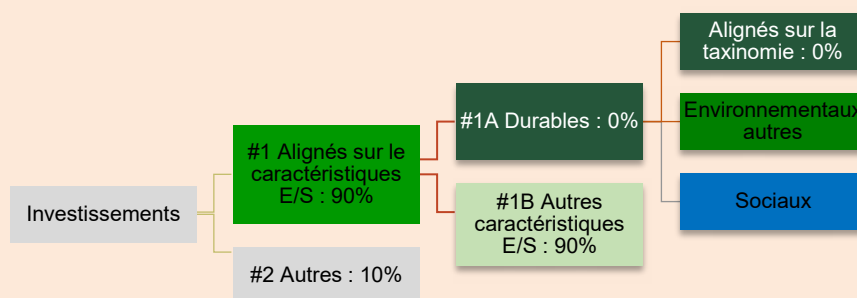 Investissements
#1 Alignés sur le
caractéristiques
E/S : 90%
#2 Autres : 10%
#1A Durables : 0%
#1B Autres
caractéristiques
E/S : 90%
Alignés sur la
taxinomie : 0%
Environnementaux
autres
Sociaux